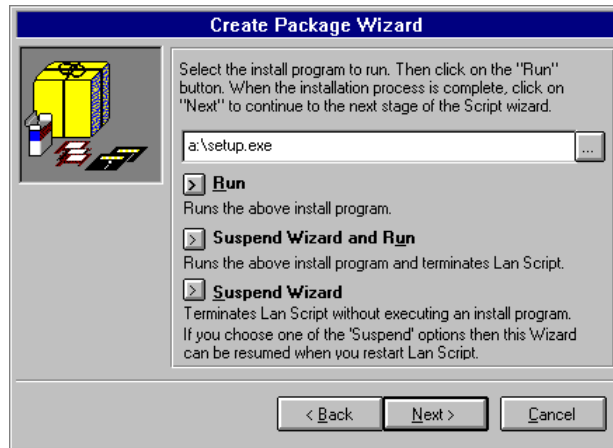 Create Package Wizard
Select the install program to run. Then click on the "Run"
button. When the installation process is complete, click on
"Next" to continue to the next stage of the Script wizard.
a:\setup.exe
...
> Run
Runs the above install program.
> Suspend Wizard and Run
Runs the above install program and terminates Lan Script.
> Suspend Wizard
Terminates Lan Script without executing an install program.
If you choose one of the 'Suspend' options then this Wizard
can be resumed when you restart Lan Script.
< Back
Next >
Cancel